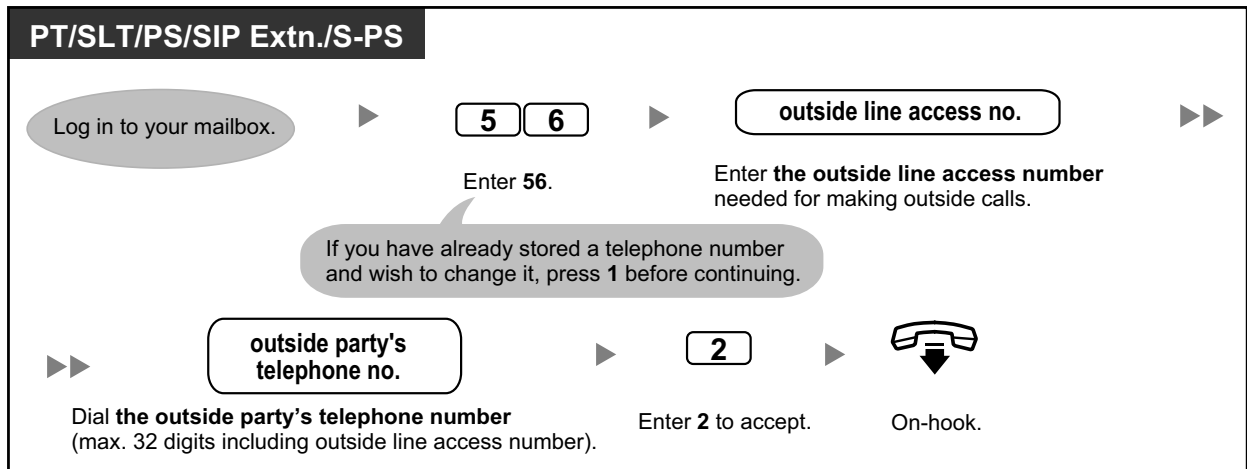 PT/SLT/PS/SIP Extn./S-PS
Log in to your mailbox.
5 6
outside line access no.
Enter 56.
Enter the outside line access number
needed for making outside calls.
If you have already stored a telephone number
and wish to change it, press 1 before continuing.
outside party's
telephone no.
2
Dial the outside party’s telephone number
(max. 32 digits including outside line access number).
Enter 2 to accept.
On-hook.